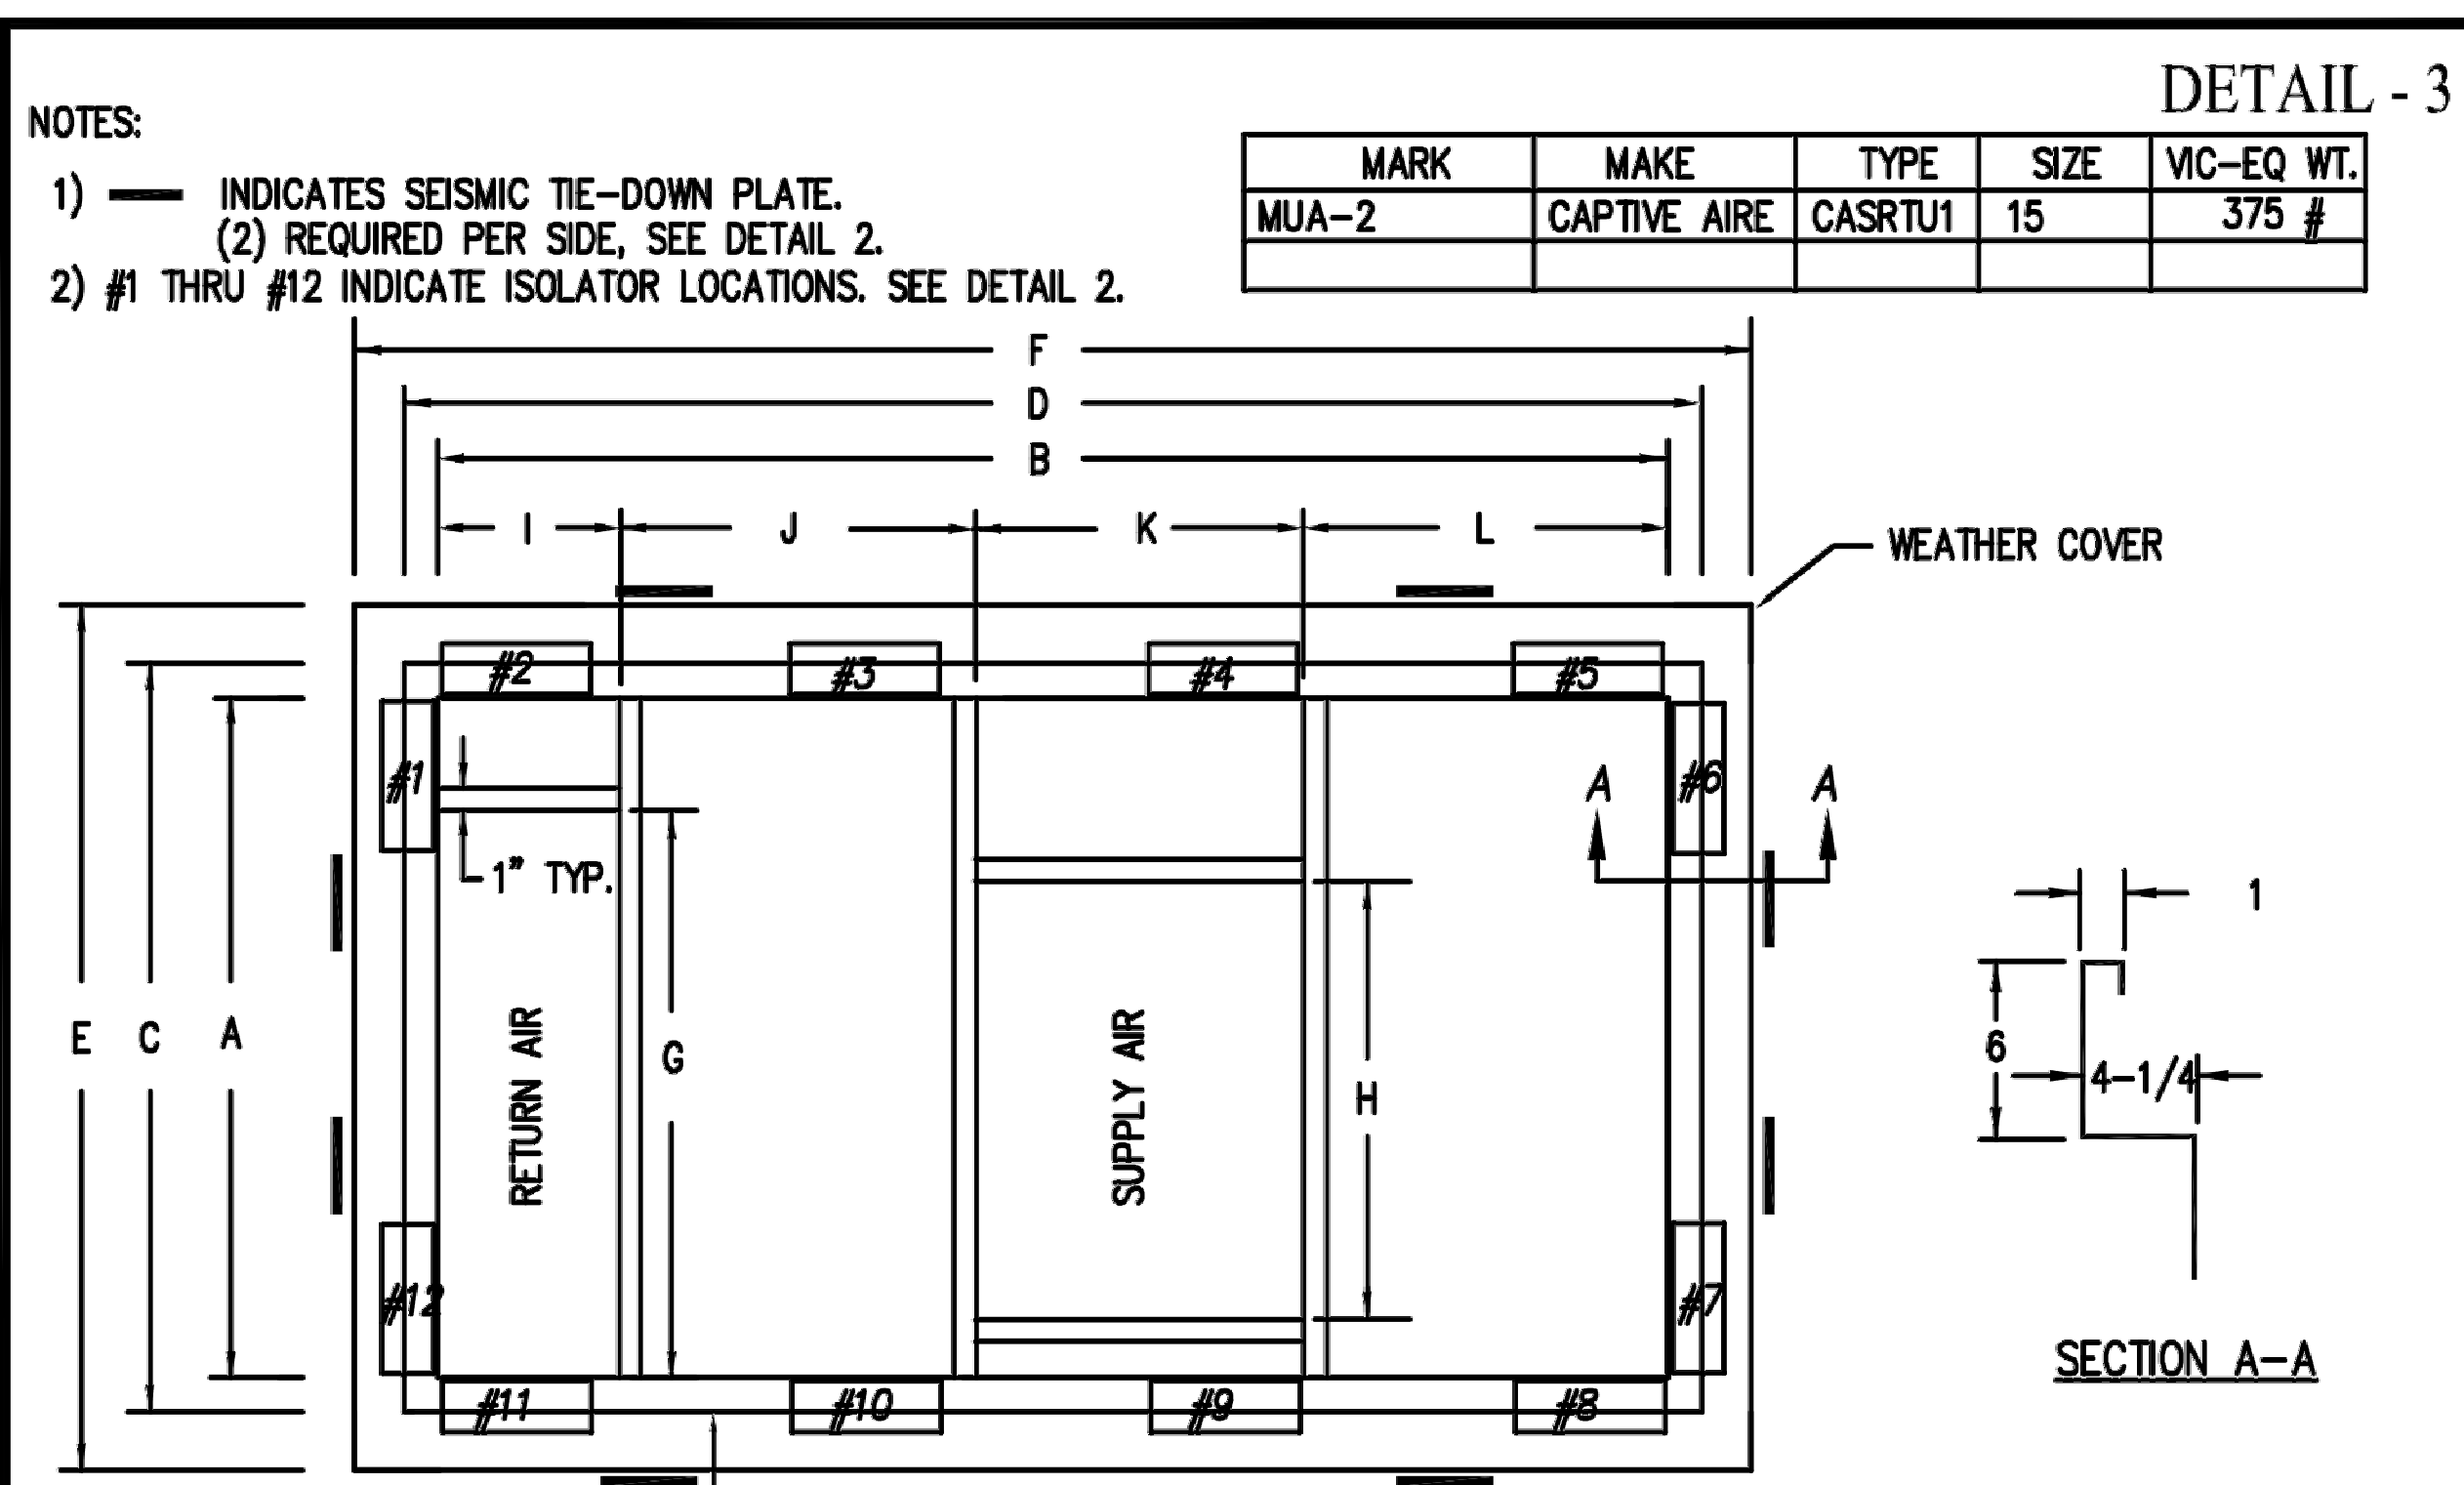 DETAIL - 3
NOTES:
1) INDICATES SEISMIC TIE-DOWN PLATE.
(2) REQUIRED PER SIDE, SEE DETAIL 2.
2) #1 THRU #12 INDICATE ISOLATOR LOCATIONS. SEE DETAIL 2.
MARK MAKE TYPE SIZE VIC-EQ WT.
MUA-2 CAPTIVE AIRE CASRTU1 15 375 #
F
D
B
I J K L
WEATHER COVER
#2 #3 #4 #5
#1 #6
A A
1" TYP.
1
E C A
G
H
RETURN AIR
SUPPLY AIR
6
4-1/4
#12 #7
SECTION A-A
#11 #10 #9 #8